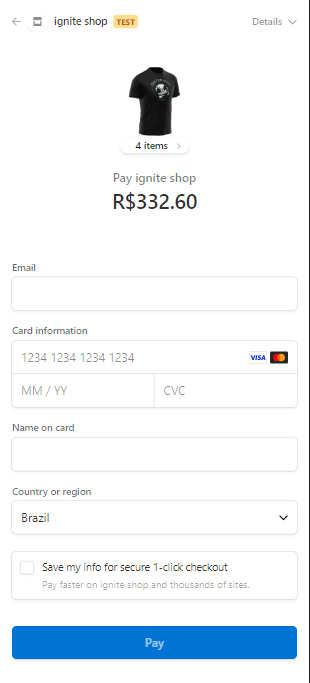 ignite shop TEST Details
4 items
Pay ignite shop
R$332.60
Email
Card information
1234 1234 1234 1234 VISA
MM / YY CVC
Name on card
Country or region
Brazil
Save my info for secure 1-click checkout
Pay faster on ignite shop and thousands of sites.
Pay